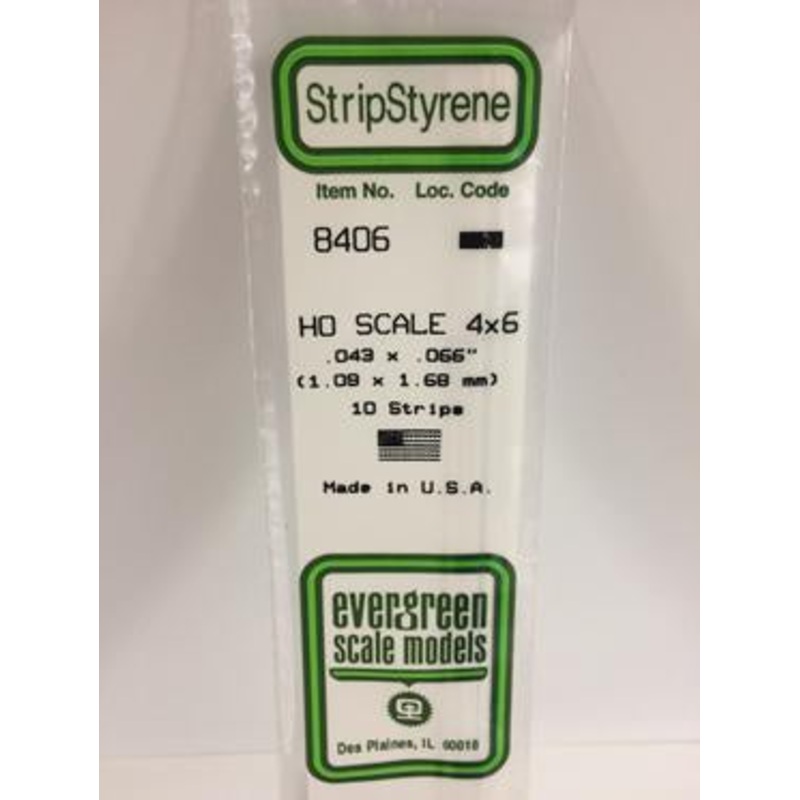 StripStyrene
Item No. Loc. Code
8406
HO SCALE 4x6
.043 x .066"
(1.09 x 1.68 mm)
10 Strips
Made in U.S.A.
evergreen
scale models
Des Plaines, IL 60018